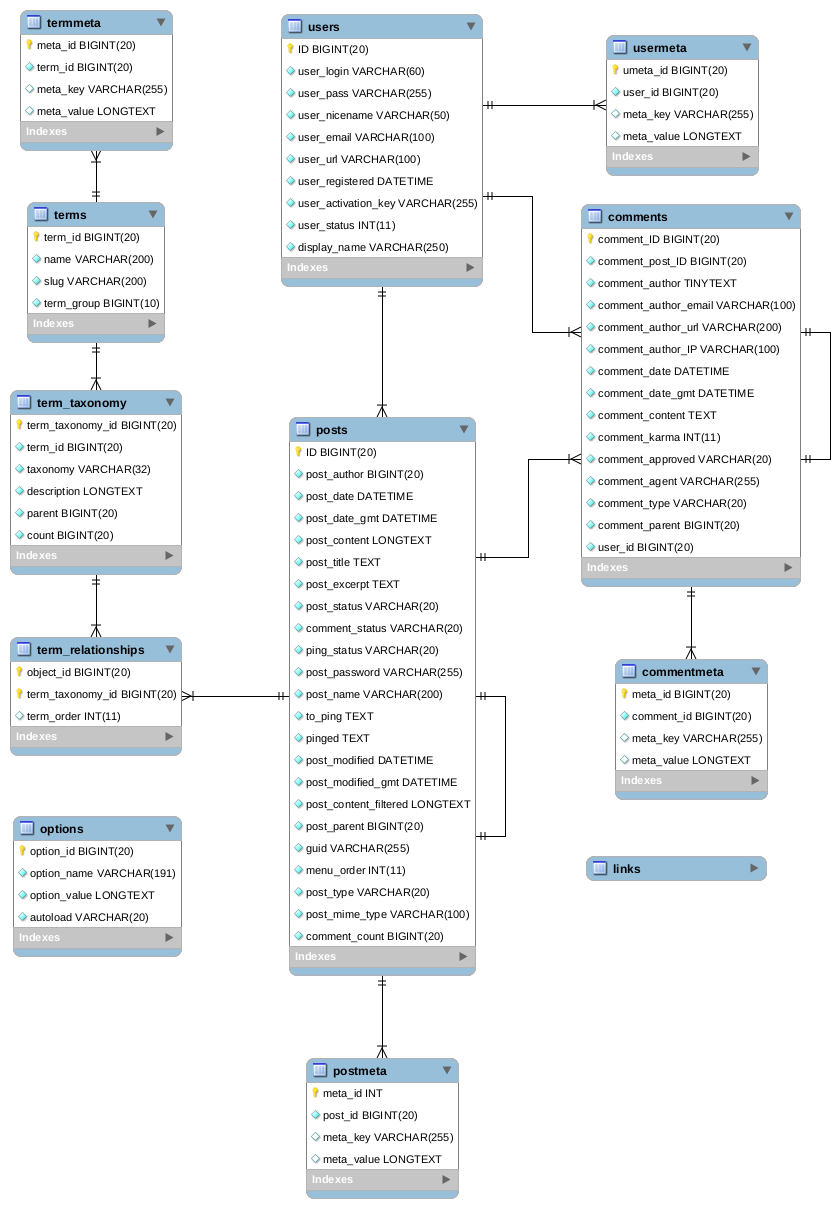 termmeta
meta_id BIGINT(20)
term_id BIGINT(20)
meta_key VARCHAR(255)
meta_value LONGTEXT
Indexes
terms
term_id BIGINT(20)
name VARCHAR(200)
slug VARCHAR(200)
term_group BIGINT(10)
Indexes
term_taxonomy
term_taxonomy_id BIGINT(20)
term_id BIGINT(20)
taxonomy VARCHAR(32)
description LONGTEXT
parent BIGINT(20)
count BIGINT(20)
Indexes
term_relationships
object_id BIGINT(20)
term_taxonomy_id BIGINT(20)
term_order INT(11)
Indexes
options
option_id BIGINT(20)
option_name VARCHAR(191)
option_value LONGTEXT
autoload VARCHAR(20)
Indexes
users
ID BIGINT(20)
user_login VARCHAR(60)
user_pass VARCHAR(255)
user_nicename VARCHAR(50)
user_email VARCHAR(100)
user_url VARCHAR(100)
user_registered DATETIME
user_activation_key VARCHAR(255)
user_status INT(11)
display_name VARCHAR(250)
Indexes
posts
ID BIGINT(20)
post_author BIGINT(20)
post_date DATETIME
post_date_gmt DATETIME
post_content LONGTEXT
post_title TEXT
post_excerpt TEXT
post_status VARCHAR(20)
comment_status VARCHAR(20)
ping_status VARCHAR(20)
post_password VARCHAR(255)
post_name VARCHAR(200)
to_ping TEXT
pinged TEXT
post_modified DATETIME
post_modified_gmt DATETIME
post_content_filtered LONGTEXT
post_parent BIGINT(20)
guid VARCHAR(255)
menu_order INT(11)
post_type VARCHAR(20)
post_mime_type VARCHAR(100)
comment_count BIGINT(20)
Indexes
postmeta
meta_id INT
post_id BIGINT(20)
meta_key VARCHAR(255)
meta_value LONGTEXT
Indexes
usermeta
umeta_id BIGINT(20)
user_id BIGINT(20)
meta_key VARCHAR(255)
meta_value LONGTEXT
Indexes
comments
comment_ID BIGINT(20)
comment_post_ID BIGINT(20)
comment_author TINYTEXT
comment_author_email VARCHAR(100)
comment_author_url VARCHAR(200)
comment_author_IP VARCHAR(100)
comment_date DATETIME
comment_date_gmt DATETIME
comment_content TEXT
comment_karma INT(11)
comment_approved VARCHAR(20)
comment_agent VARCHAR(255)
comment_type VARCHAR(20)
comment_parent BIGINT(20)
user_id BIGINT(20)
Indexes
commentmeta
meta_id BIGINT(20)
comment_id BIGINT(20)
meta_key VARCHAR(255)
meta_value LONGTEXT
Indexes
links